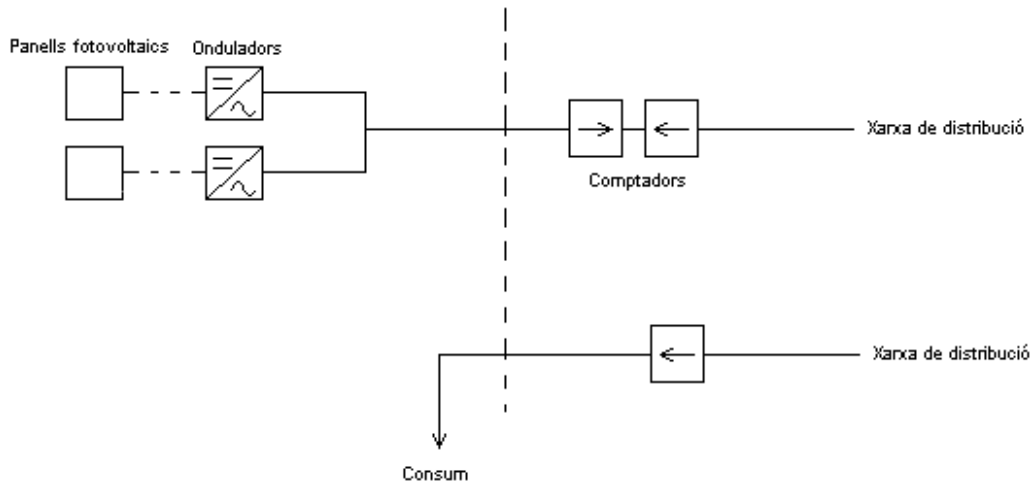 Panells fotovoltaics
Onduladors
Xarxa de distribució
Comptadors
Xarxa de distribució
Consum